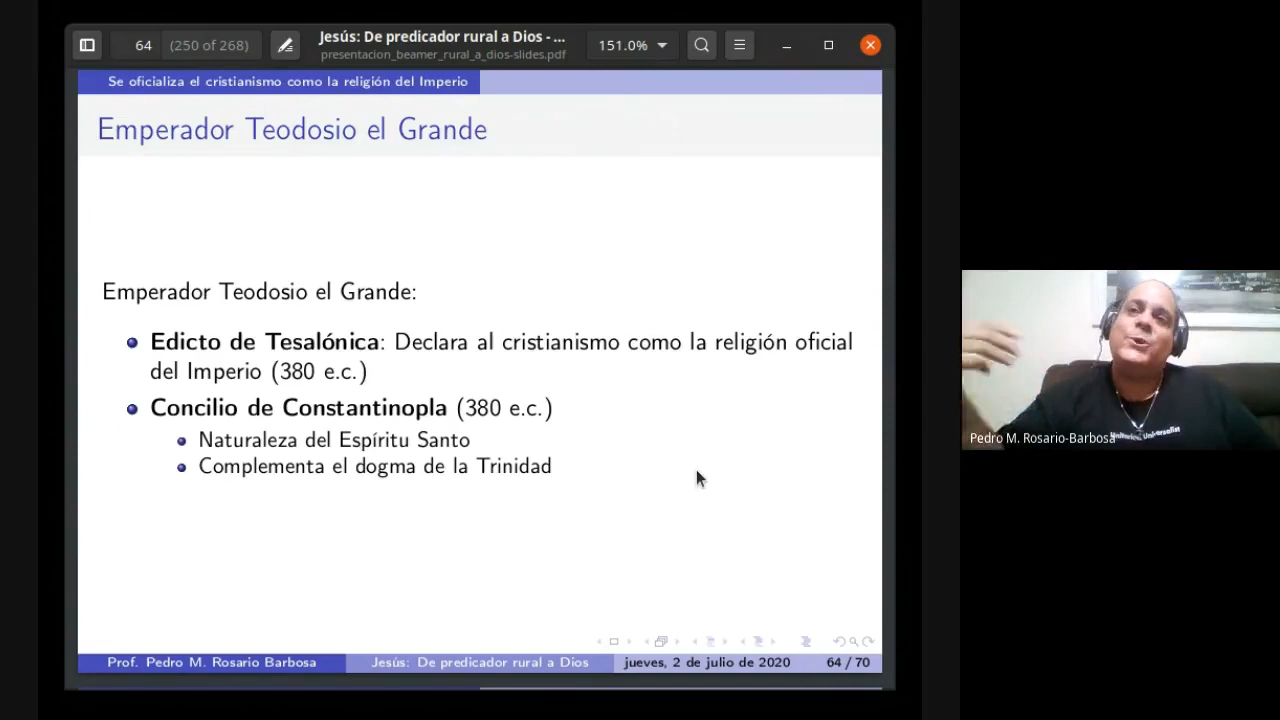 64
(250 of 268)
Jesús: De predicador rural a Dios - ...
presentacion_beamer_rural_a_dios-slides.pdf
151.0%
Se oficializa el cristianismo como la religión del Imperio
Emperador Teodosio el Grande
Emperador Teodosio el Grande:
Edicto de Tesalónica: Declara al cristianismo como la religión oficial
del Imperio (380 e.c.)
Concilio de Constantinopla (380 e.c.)
Naturaleza del Espíritu Santo
Complementa el dogma de la Trinidad
Prof. Pedro M. Rosario Barbosa
Jesús: De predicador rural a Dios
jueves, 2 de julio de 2020
64 / 70
Unitarian Universalist
Pedro M. Rosario-Barbosa